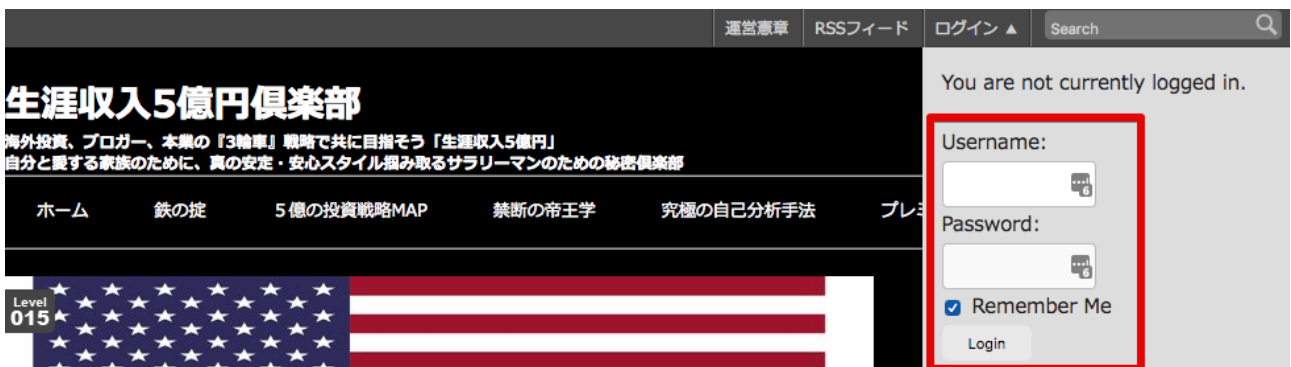 運営憲章 RSSフィード ログイン ▲ Search
You are not currently logged in.
生涯収入5億円倶楽部
海外投資、ブロガー、本業の『3輪車』戦略で共に目指そう「生涯収入5億円」
自分と愛する家族のために、真の安定・安心スタイル掴み取るサラリーマンのための秘密倶楽部
ホーム 鉄の掟 5億の投資戦略MAP 禁断の帝王学 究極の自己分析手法 プレミ
Username:
6
Password:
6
Remember Me
Login
Level
015